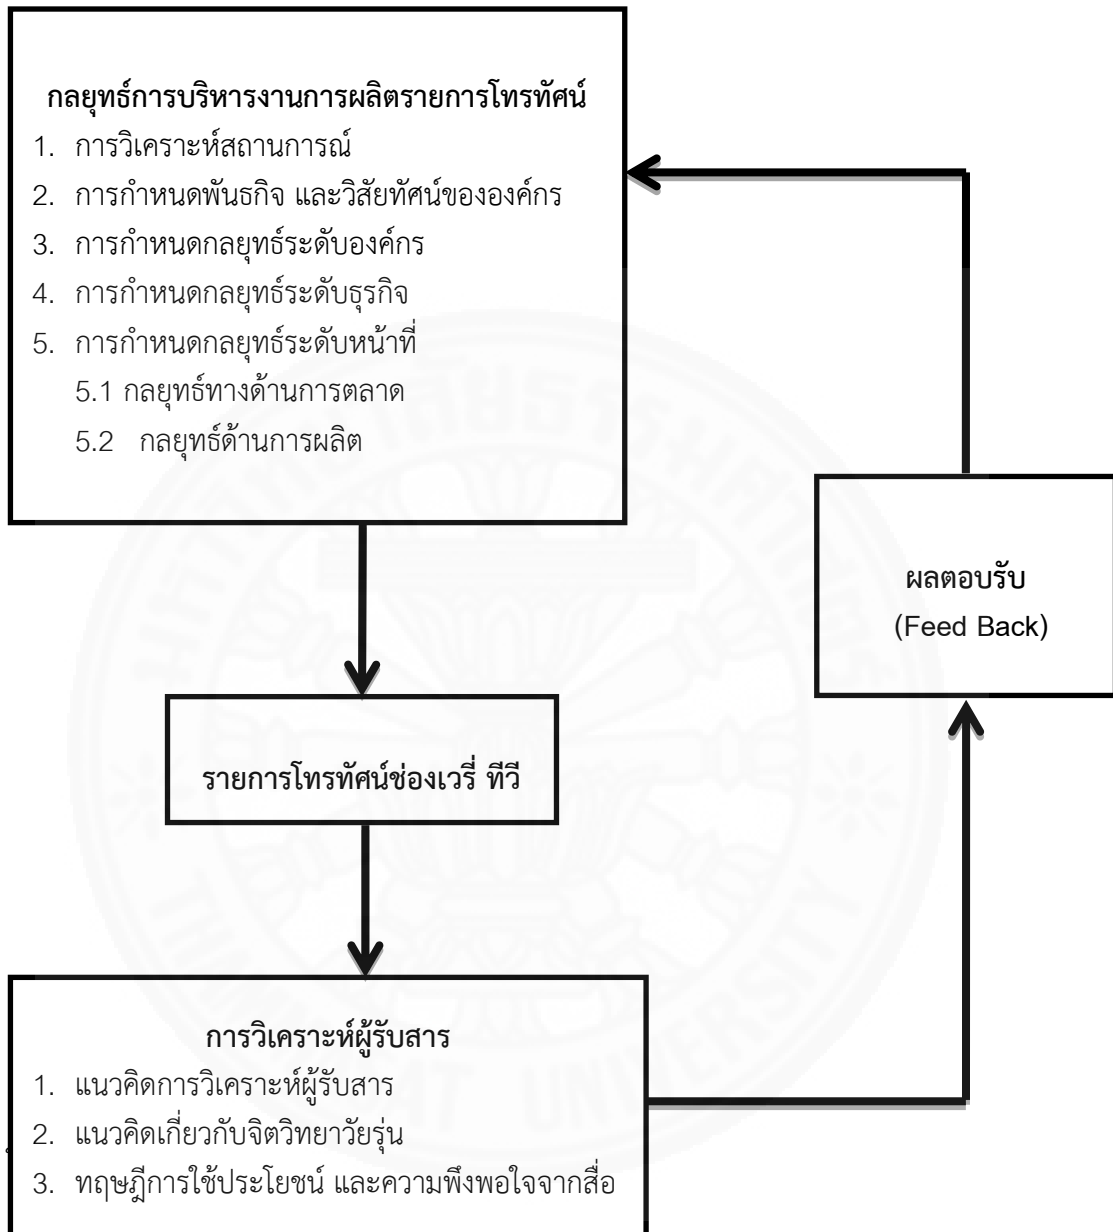 กลยุทธ์การบริหารงานการผลิตรายการโทรทัศน์
1. การวิเคราะห์สถานการณ์
2. การกำหนดพันธกิจ และวิสัยทัศน์ขององค์กร
3. การกำหนดกลยุทธ์ระดับองค์กร
4. การกำหนดกลยุทธ์ระดับธุรกิจ
5. การกำหนดกลยุทธ์ระดับหน้าที่
5.1 กลยุทธ์ทางด้านการตลาด
5.2 กลยุทธ์ด้านการผลิต
ผลตอบรับ
(Feed Back)
รายการโทรทัศน์ช่องเวรี่ ทีวี
การวิเคราะห์ผู้รับสาร
1. แนวคิดการวิเคราะห์ผู้รับสาร
2. แนวคิดเกี่ยวกับจิตวิทยาวัยรุ่น
3. ทฤษฎีการใช้ประโยชน์ และความพึงพอใจจากสื่อ